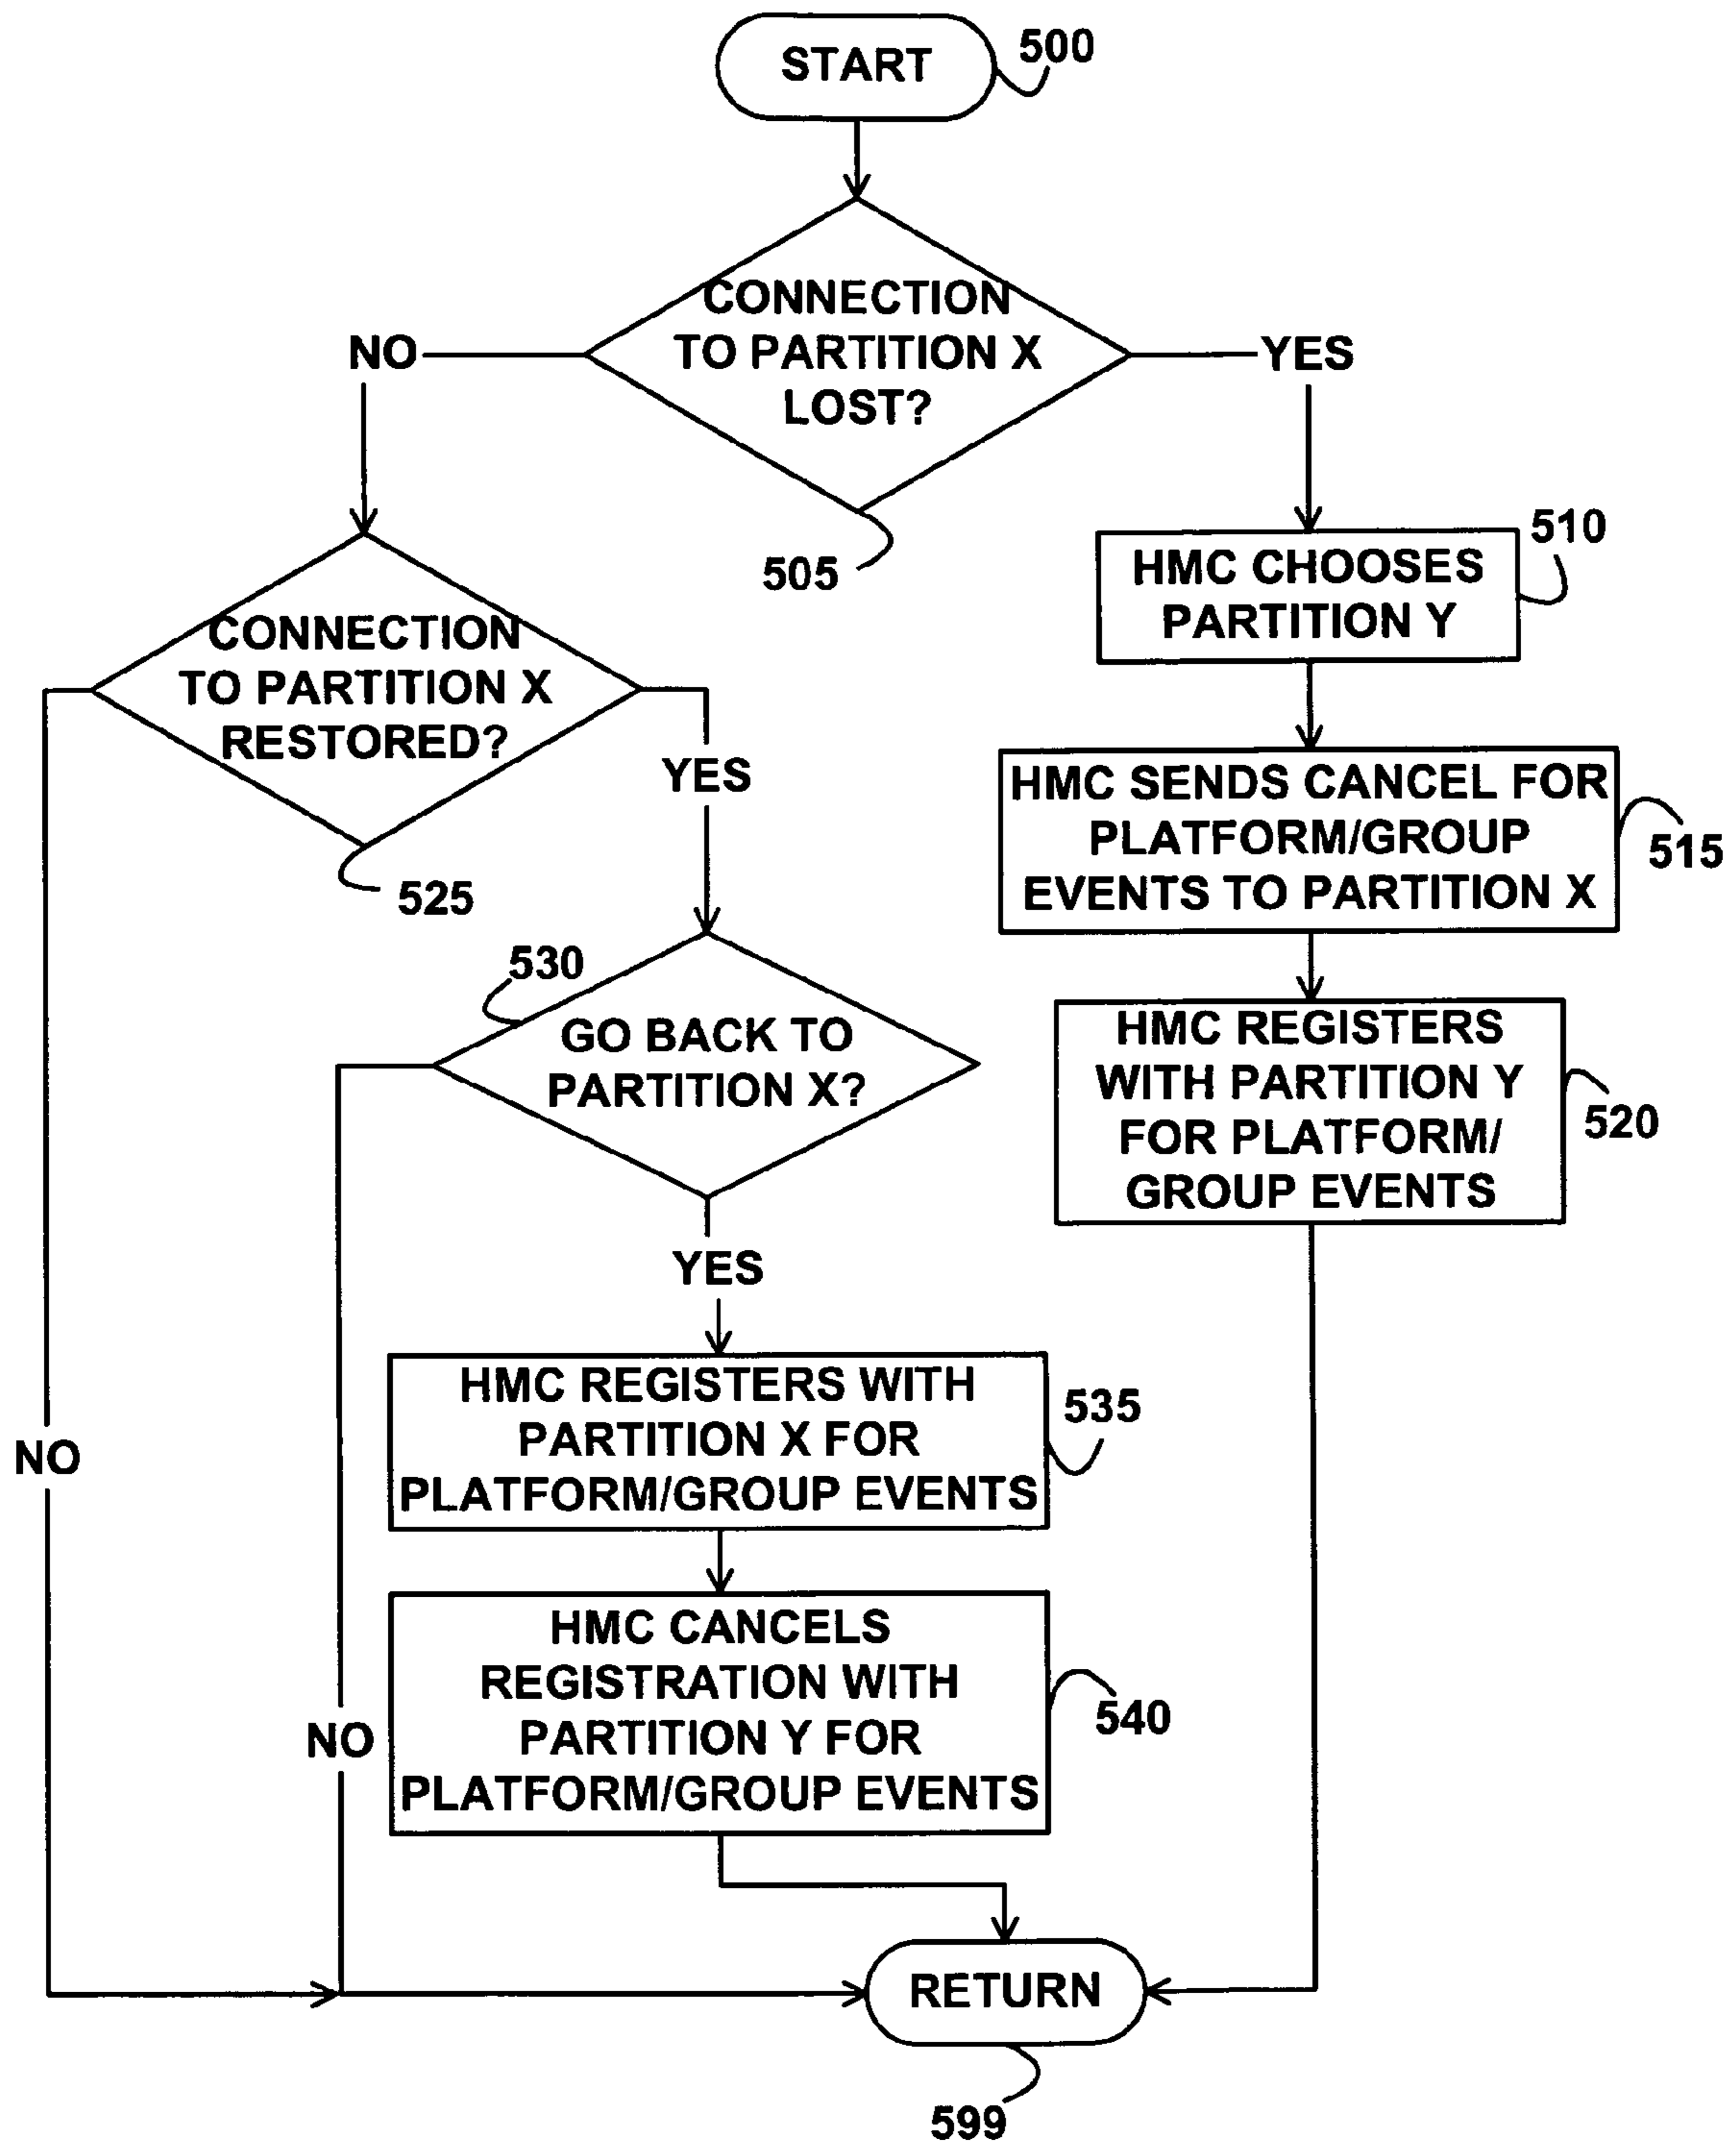 START
500
CONNECTION
TO PARTITION X
LOST?
NO
YES
505
510
HMC CHOOSES
PARTITION Y
CONNECTION
TO PARTITION X
RESTORED?
YES
525
HMC SENDS CANCEL FOR
PLATFORM/GROUP
EVENTS TO PARTITION X
515
530
GO BACK TO
PARTITION X?
HMC REGISTERS
WITH PARTITION Y
FOR PLATFORM/
GROUP EVENTS
520
YES
HMC REGISTERS WITH
PARTITION X FOR
PLATFORM/GROUP EVENTS
535
NO
HMC CANCELS
REGISTRATION WITH
PARTITION Y FOR
PLATFORM/GROUP EVENTS
540
NO
RETURN
599